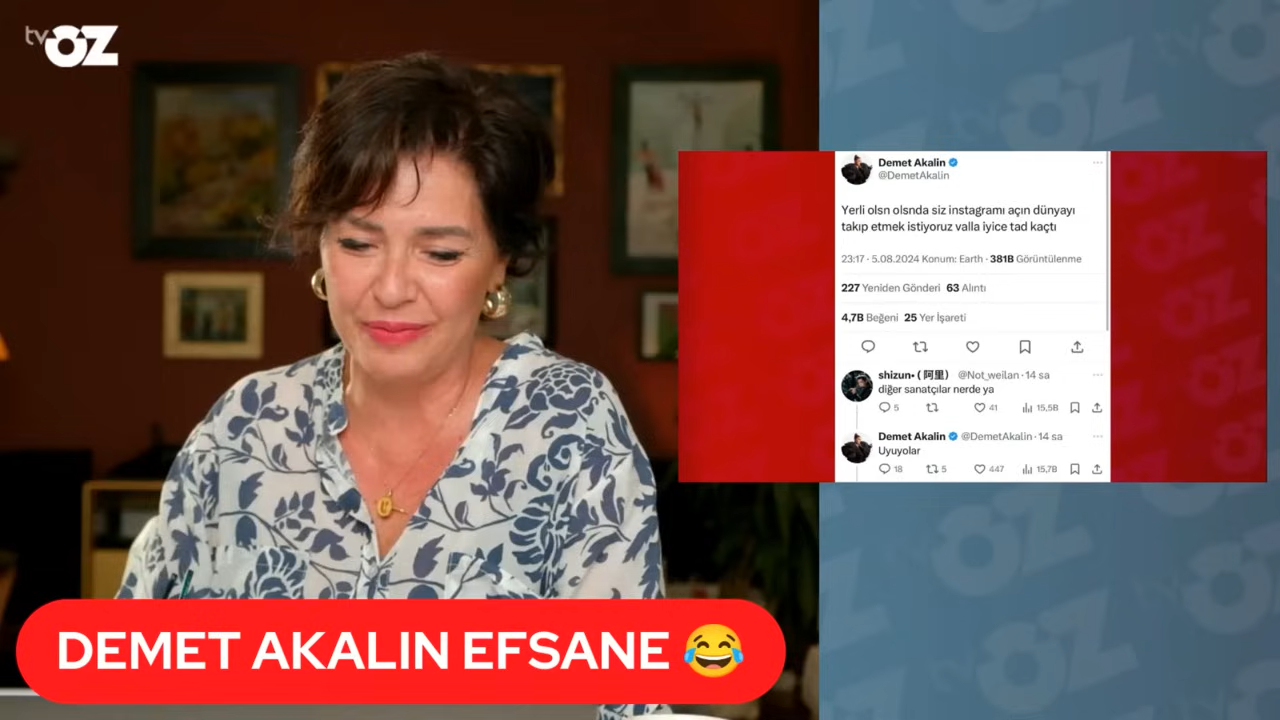 tv ÖZ
Demet Akalin
@DemetAkalin
Yerli olsn olsnda siz instagramı açın dünyayı
takıp etmek istiyoruz valla iyice tad kaçtı
23:17 · 5.08.2024 Konum: Earth · 381B Görüntülenme
227 Yeniden Gönderi 63 Alıntı
4,7B Beğeni 25 Yer İşareti
shizun• ( 阿里) @Not_weilan · 14 sa
diğer sanatçılar nerde ya
5 41 15,5B
Demet Akalin @DemetAkalin · 14 sa
Uyuyolar
18 5 447 15,7B
DEMET AKALIN EFSANE 😂